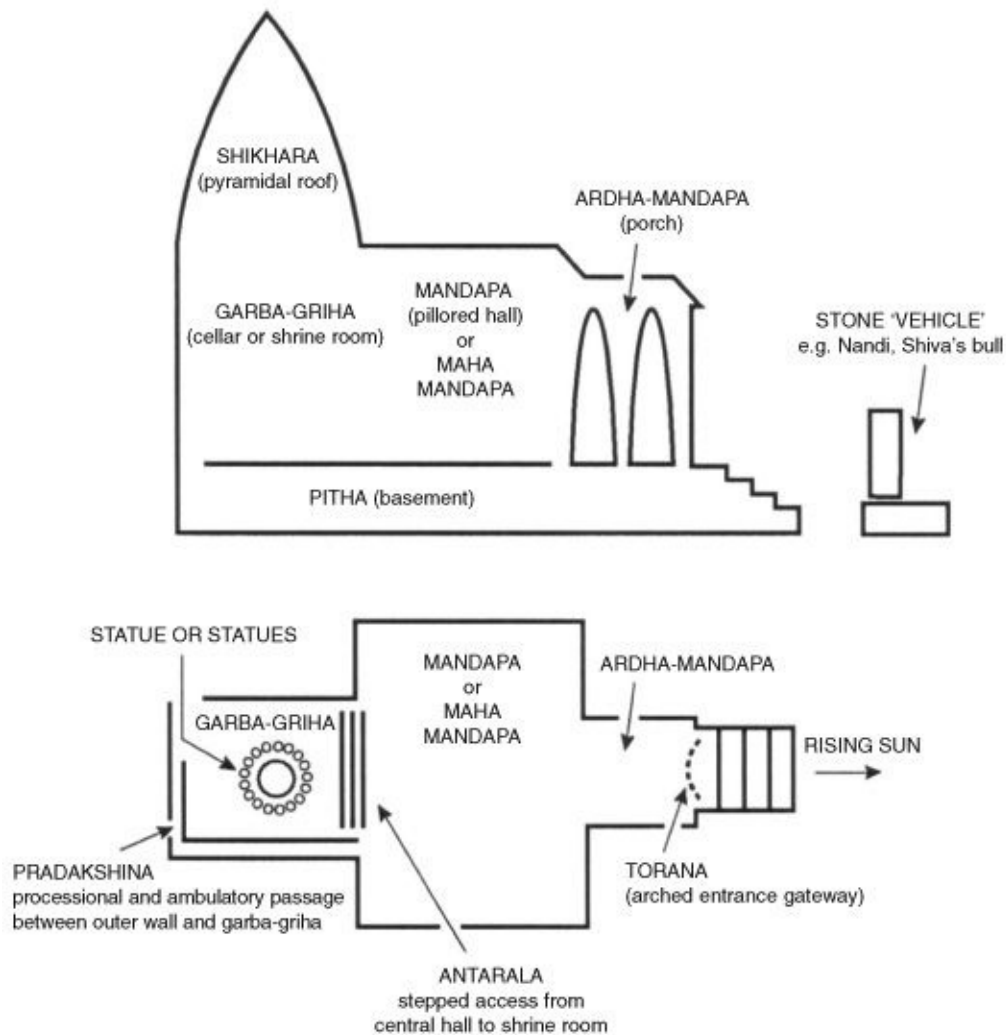 SHIKHARA
(pyramidal roof)
ARDHA-MANDAPA
(porch)
GARBA-GRIHA
(cellar or shrine room)
MANDAPA
(pillored hall)
or
MAHA
MANDAPA
STONE ‘VEHICLE’
e.g. Nandi, Shiva’s bull
PITHA (basement)
STATUE OR STATUES
GARBA-GRIHA
MANDAPA
or
MAHA
MANDAPA
ARDHA-MANDAPA
RISING SUN
PRADAKSHINA
processional and ambulatory passage
between outer wall and garba-griha
TORANA
(arched entrance gateway)
ANTARALA
stepped access from
central hall to shrine room